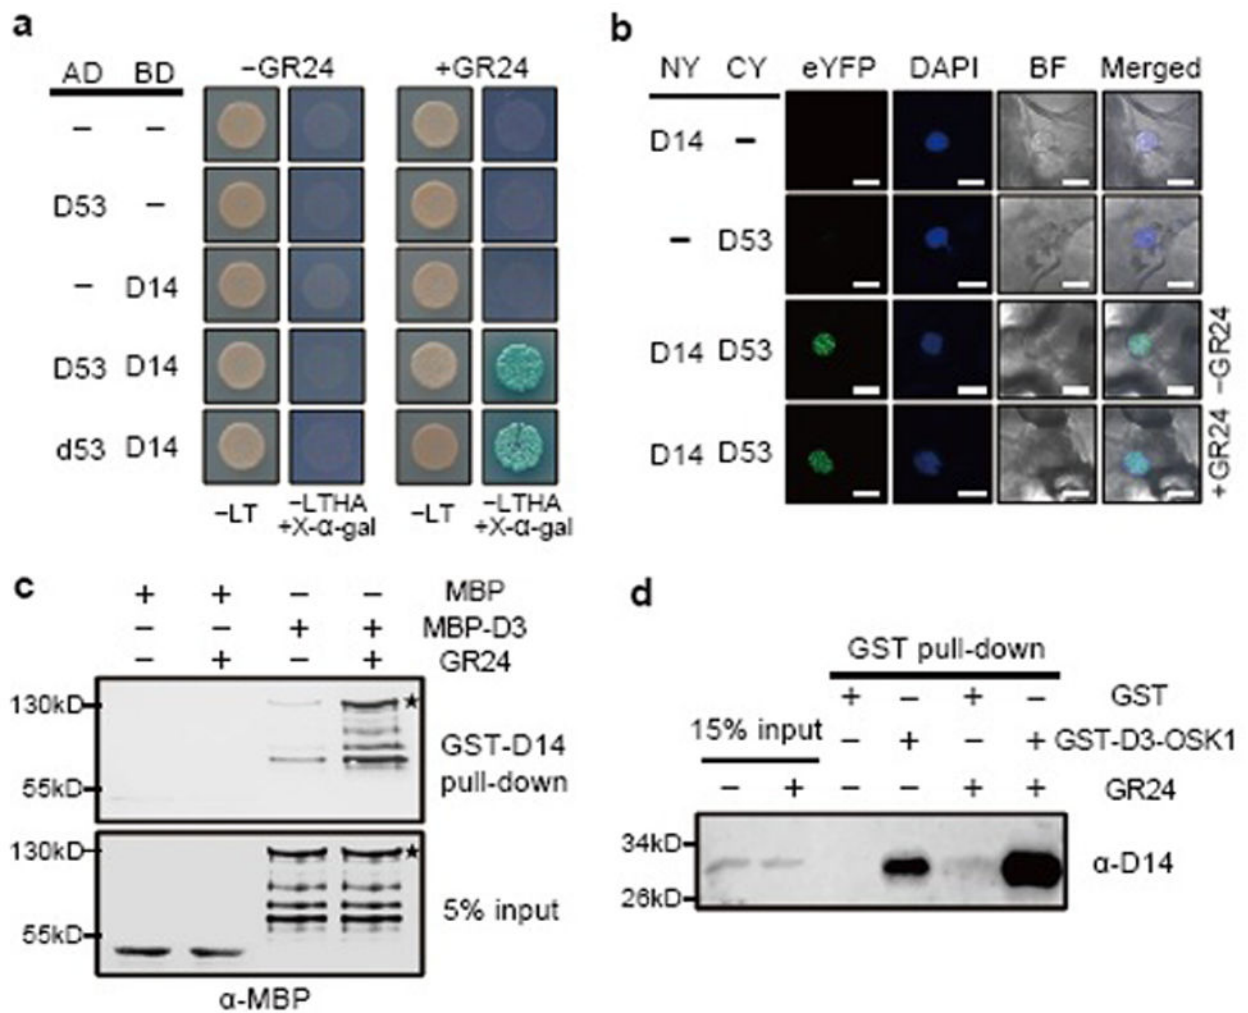 a
AD BD −GR24 +GR24
− −
D53 −
− D14
D53 D14
d53 D14
−LT −LTHA +X-α-gal −LT −LTHA +X-α-gal
b
NY CY eYFP DAPI BF Merged
D14 −
− D53
D14 D53 −GR24
D14 D53 +GR24
c
+ + − − MBP
− − + + MBP-D3
− + − + GR24
130kD
55kD
GST-D14
pull-down
130kD
55kD
5% input
α-MBP
d
GST pull-down
+ − + − GST
15% input − + − + GST-D3-OSK1
− + − − + + GR24
34kD
26kD
α-D14